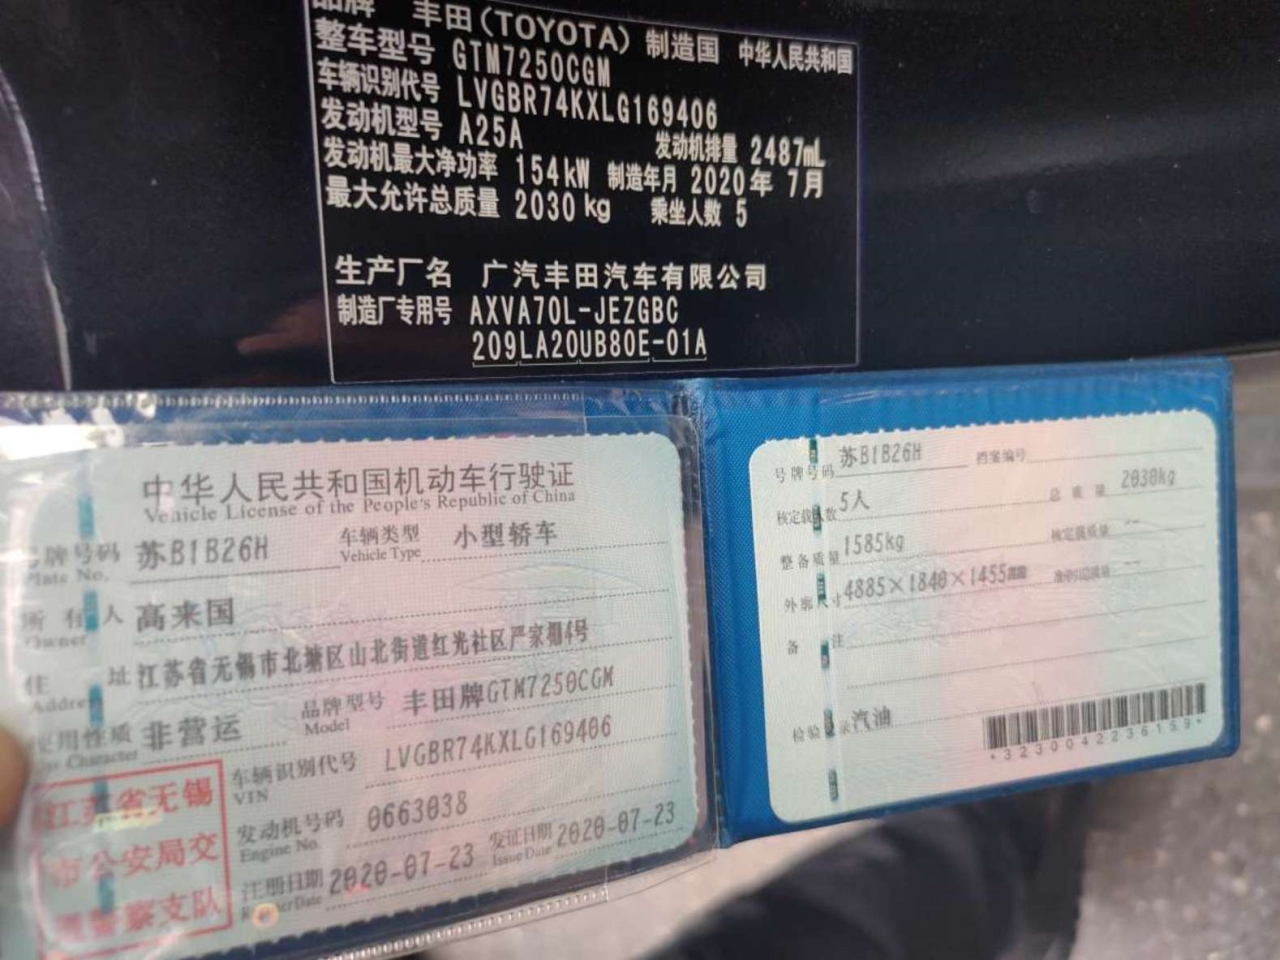 品牌 丰田(TOYOTA) 制造国 中华人民共和国
整车型号 GTM7250CGM
车辆识别代号 LVGBR74KXLG169406
发动机型号 A25A 发动机排量 2487mL
发动机最大净功率 154kW 制造年月 2020年7月
最大允许总质量 2030kg 乘坐人数 5
生产厂名 广汽丰田汽车有限公司
制造厂专用号 AXVA70L-JEZGBC
209LA20UB80E-01A
中华人民共和国机动车行驶证
Vehicle License of the People's Republic of China
号牌号码 苏B1B26H 车辆类型 小型轿车
Plate No. Vehicle Type
所有人 高来国
Owner
住址 江苏省无锡市北塘区山北街道红光社区严家棚4号
Address
使用性质 非营运 品牌型号 丰田牌GTM7250CGM
Use Character Model
车辆识别代号 LVGBR74KXLG169406
VIN
发动机号码 0663038
Engine No.
注册日期 2020-07-23 发证日期 2020-07-23
Register Date Issue Date
江苏省无锡
市公安局交
通警察支队
号牌号码 苏B1B26H 档案编号
核定载人数 5人 总质量 2030kg
整备质量 1585kg 核定载质量 --
外廓尺寸 4885×1840×1455mm 准牵引总质量 --
备注
检验记录 汽油
*3230042236159*